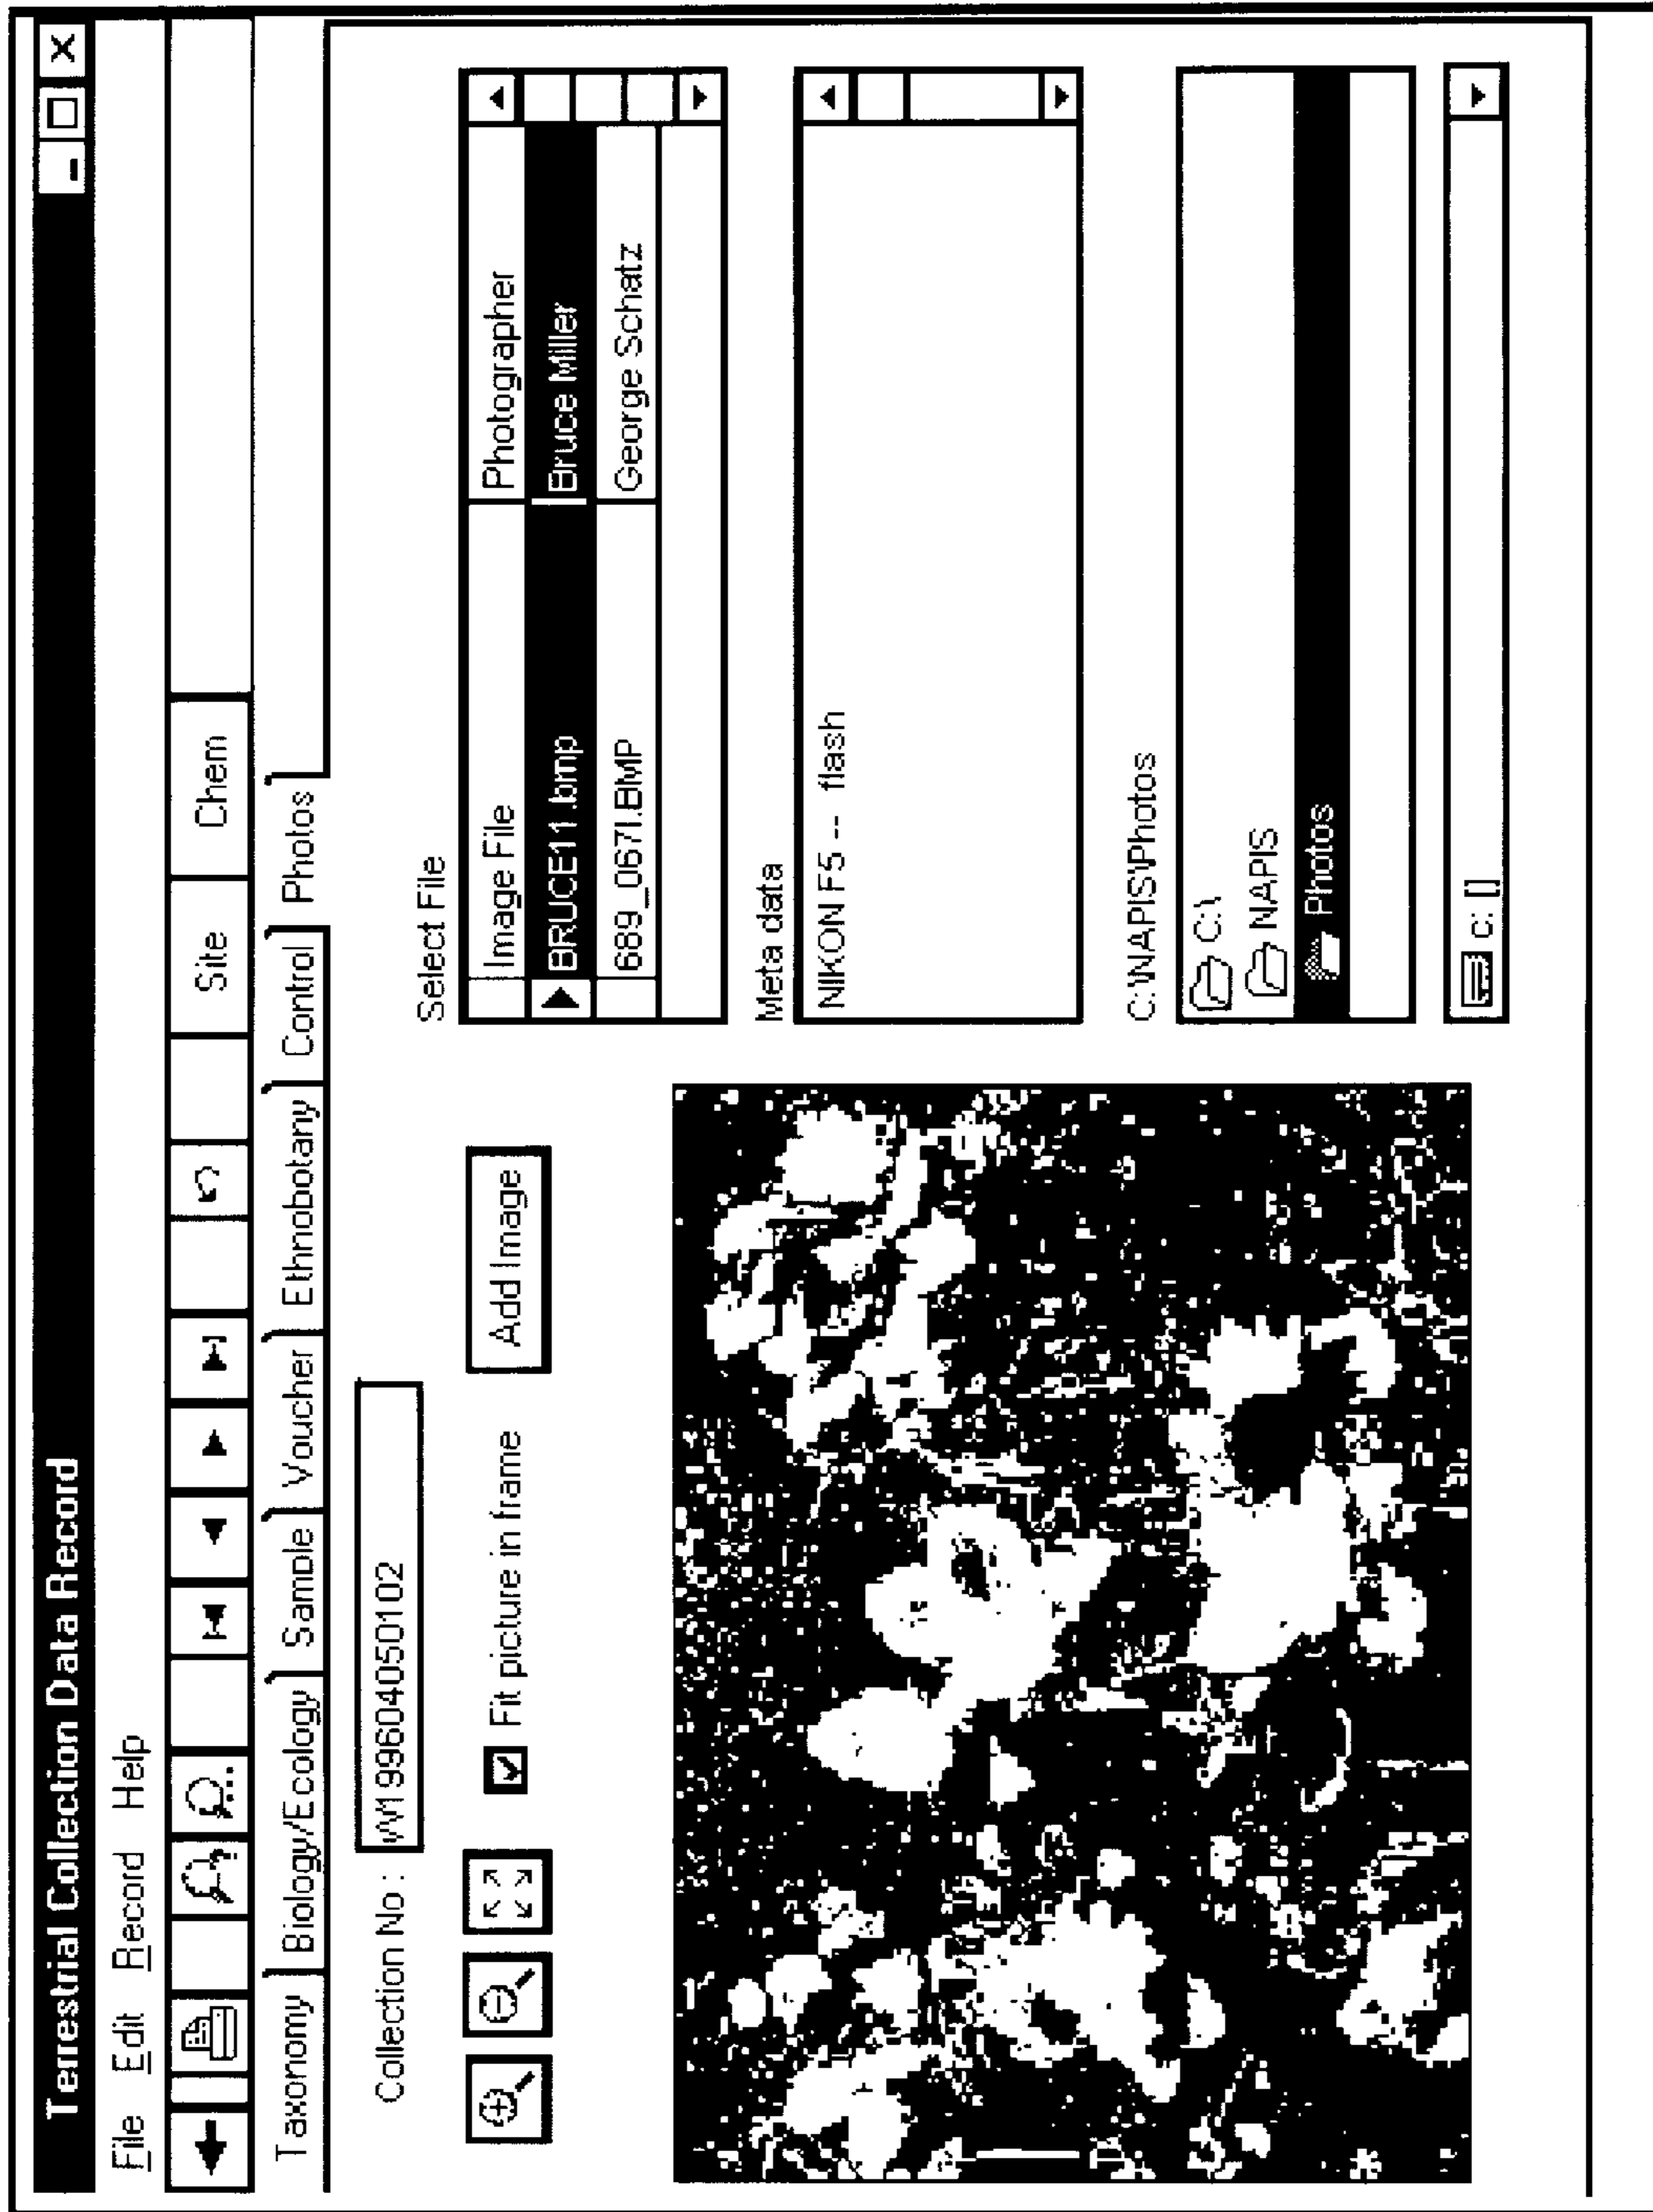 Terrestrial Collection Data Record
File Edit Record Help
Site Chem
Taxonomy Biology/Ecology Sample Voucher Ethnobotany Control Photos
Collection No : W199604050102
Fit picture in frame
Add Image
Select File
Image File Photographer
BRUCE11.bmp Bruce Miller
689_067I.BMP George Schatz
Meta data
NIKON F5 -- flash
C:\NAPIS\Photos
C:\
NAPIS
Photos
c: []